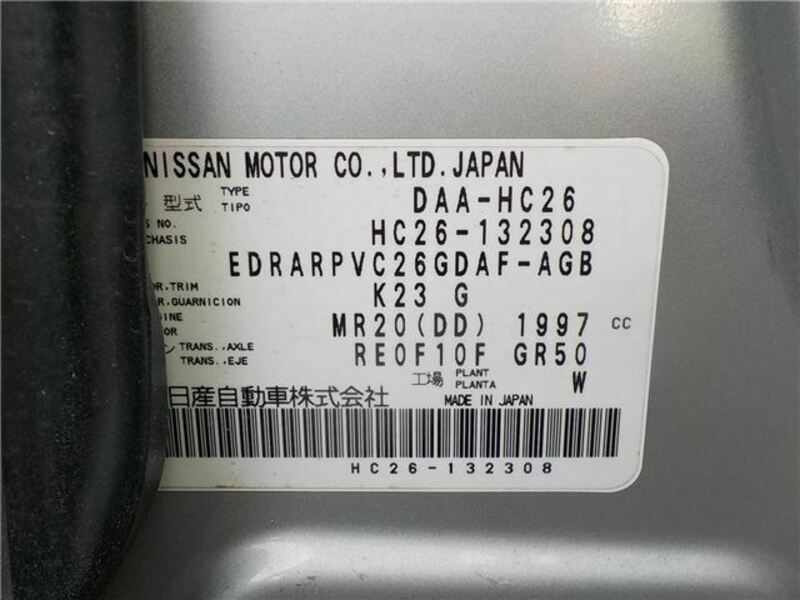 NISSAN MOTOR CO.,LTD.JAPAN
型式 TYPE TIPO DAA-HC26
NO. CHASIS HC26-132308
EDRARPVC26GDAF-AGB
TRIM GUARNICION K23 G
MR20(DD) 1997 CC
TRANS.,AXLE TRANS.,EJE RE0F10F GR50
工場 PLANT PLANTA W
日産自動車株式会社 MADE IN JAPAN
HC26-132308